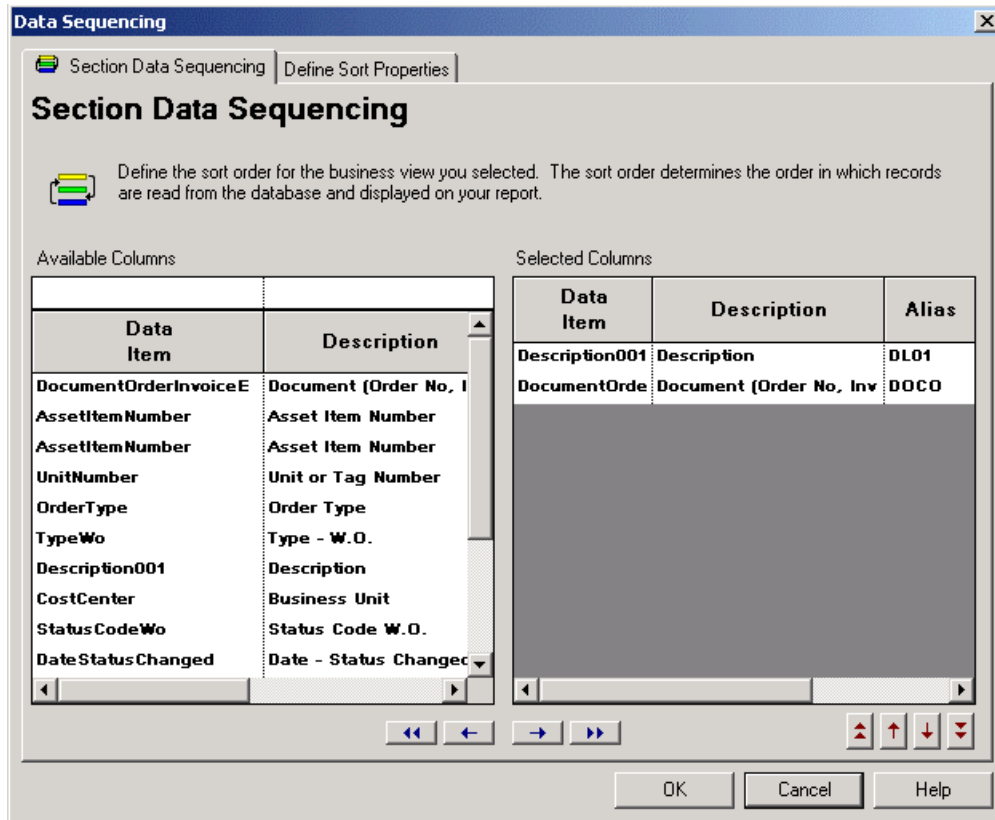 Data Sequencing
Section Data Sequencing
Define Sort Properties
Section Data Sequencing
Define the sort order for the business view you selected. The sort order determines the order in which records
are read from the database and displayed on your report.
Available Columns
Data
Item
Description
DocumentOrderInvoiceE
Document (Order No, I
AssetItemNumber
Asset Item Number
AssetItemNumber
Asset Item Number
UnitNumber
Unit or Tag Number
OrderType
Order Type
TypeWo
Type - W.O.
Description001
Description
CostCenter
Business Unit
StatusCodeWo
Status Code W.O.
DateStatusChanged
Date - Status Changed
Selected Columns
Data
Item
Description
Alias
Description001
Description
DL01
DocumentOrde
Document (Order No, Inv
DOCO
OK
Cancel
Help